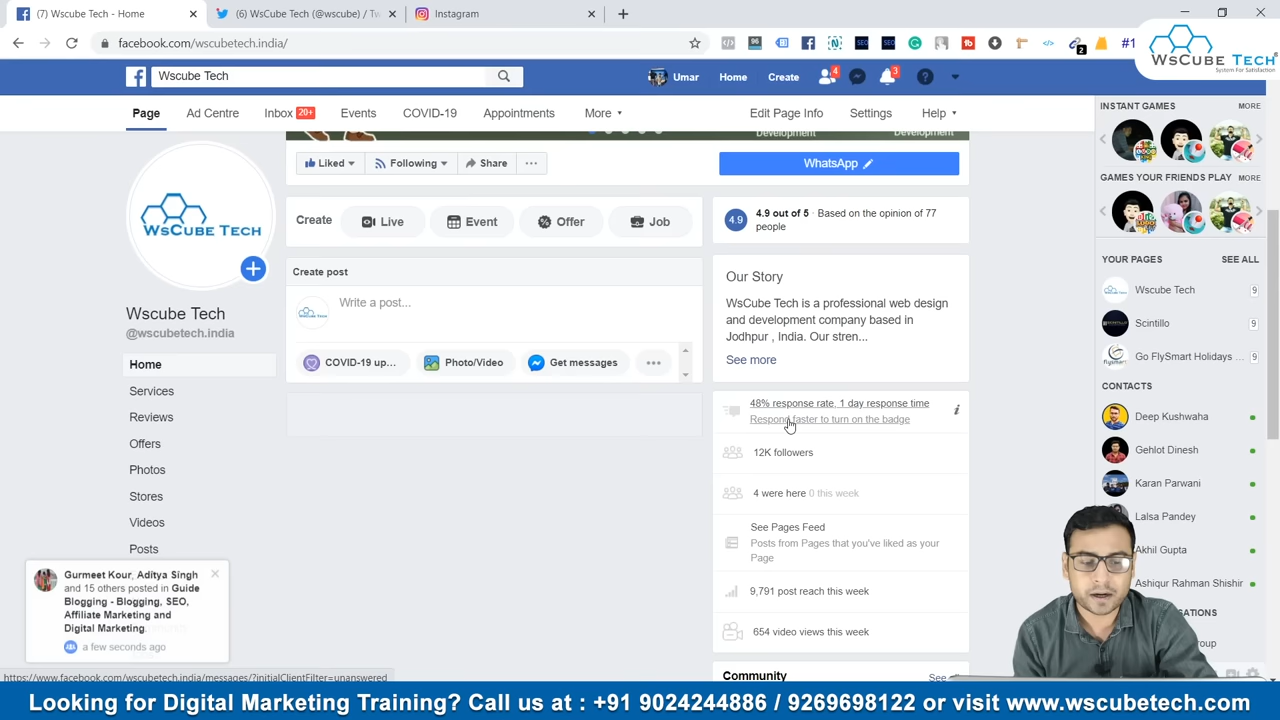 (7) Wscube Tech - Home
(6) WsCube Tech (@wscube) / Tw
Instagram
facebook.com/wscubetech.india/
#1
WsCube Tech
System For Satisfaction
Wscube Tech
Umar
Home
Create
4
3
Page
Ad Centre
Inbox 20+
Events
COVID-19
Appointments
More
Edit Page Info
Settings
Help
Development
Development
Liked
Following
Share
WhatsApp
WsCube Tech
Wscube Tech
@wscubetech.india
Home
Services
Reviews
Offers
Photos
Stores
Videos
Posts
Create
Live
Event
Offer
Job
Create post
Write a post...
COVID-19 up...
Photo/Video
Get messages
4.9
4.9 out of 5 · Based on the opinion of 77
people
Our Story
WsCube Tech is a professional web design
and development company based in
Jodhpur , India. Our stren...
See more
48% response rate, 1 day response time
Respond faster to turn on the badge
12K followers
4 were here 0 this week
See Pages Feed
Posts from Pages that you've liked as your
Page
9,791 post reach this week
654 video views this week
Community
INSTANT GAMES
MORE
GAMES YOUR FRIENDS PLAY
MORE
YOUR PAGES
SEE ALL
Wscube Tech
9
Scintillo
9
Go FlySmart Holidays ...
9
CONTACTS
Deep Kushwaha
Gehlot Dinesh
Karan Parwani
Lalsa Pandey
Akhil Gupta
Ashiqur Rahman Shishir
Gurmeet Kour, Aditya Singh
and 15 others posted in Guide
Blogging - Blogging, SEO,
Affiliate Marketing and
Digital Marketing.
a few seconds ago
https://www.facebook.com/wscubetech.india/messages/?initialClientFilter=unanswered
Looking for Digital Marketing Training? Call us at : +91 9024244886 / 9269698122 or visit www.wscubetech.com